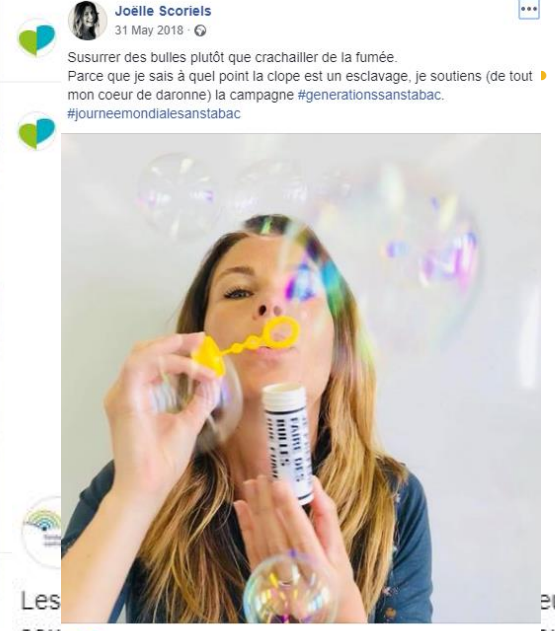 Joëlle Scoriels
31 May 2018 ·
Susurrer des bulles plutôt que crachailler de la fumée.
Parce que je sais à quel point la clope est un esclavage, je soutiens (de tout
mon coeur de daronne) la campagne #generationssanstabac.
#journeemondialesanstabac
FAIRE DES
BULLES
Les